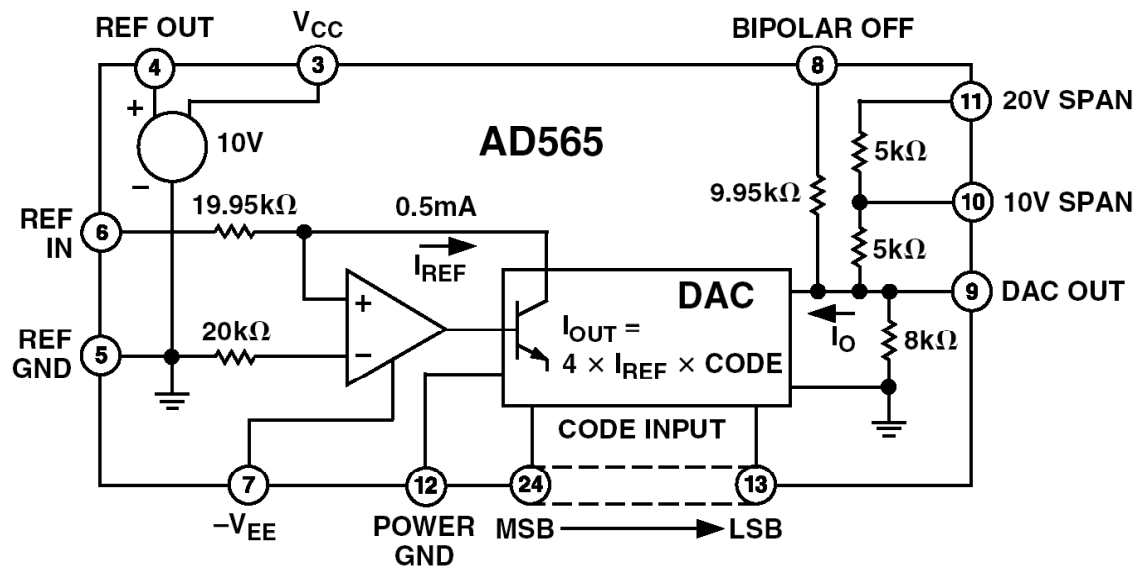 REF OUT
VCC
BIPOLAR OFF
4
3
8
11
20V SPAN
+
10V
–
AD565
5kΩ
9.95kΩ
10
10V SPAN
REF
IN
6
19.95kΩ
0.5mA
IREF
5kΩ
DAC
9
DAC OUT
+
IOUT =
4 × IREF × CODE
IO
8kΩ
REF
GND
5
20kΩ
–
CODE INPUT
7
12
24
13
–VEE
POWER
GND
MSB
LSB